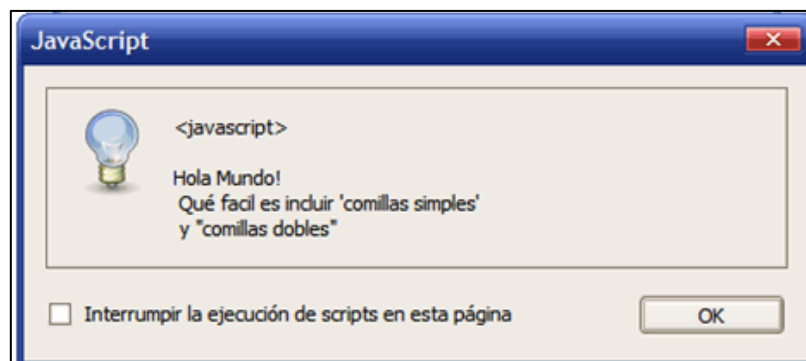 JavaScript
<javascript>
Hola Mundo!
Qué facil es incluir 'comillas simples'
y "comillas dobles"
Interrumpir la ejecución de scripts en esta página
OK